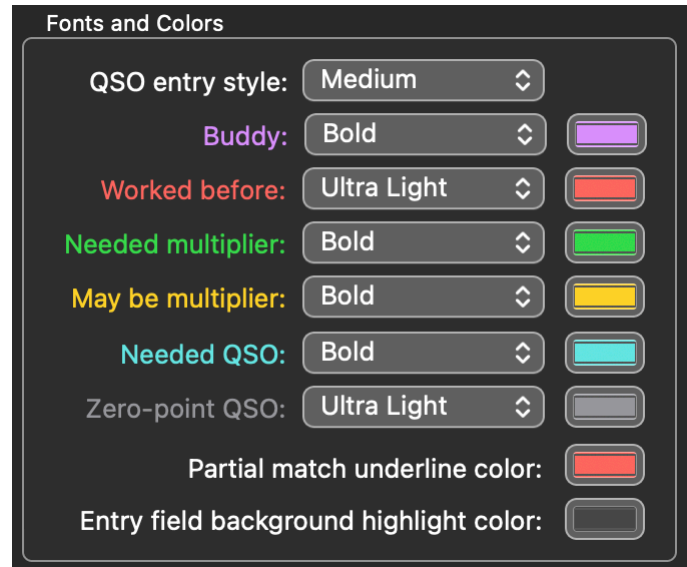 Fonts and Colors
QSO entry style: Medium
Buddy: Bold
Worked before: Ultra Light
Needed multiplier: Bold
May be multiplier: Bold
Needed QSO: Bold
Zero-point QSO: Ultra Light
Partial match underline color:
Entry field background highlight color: